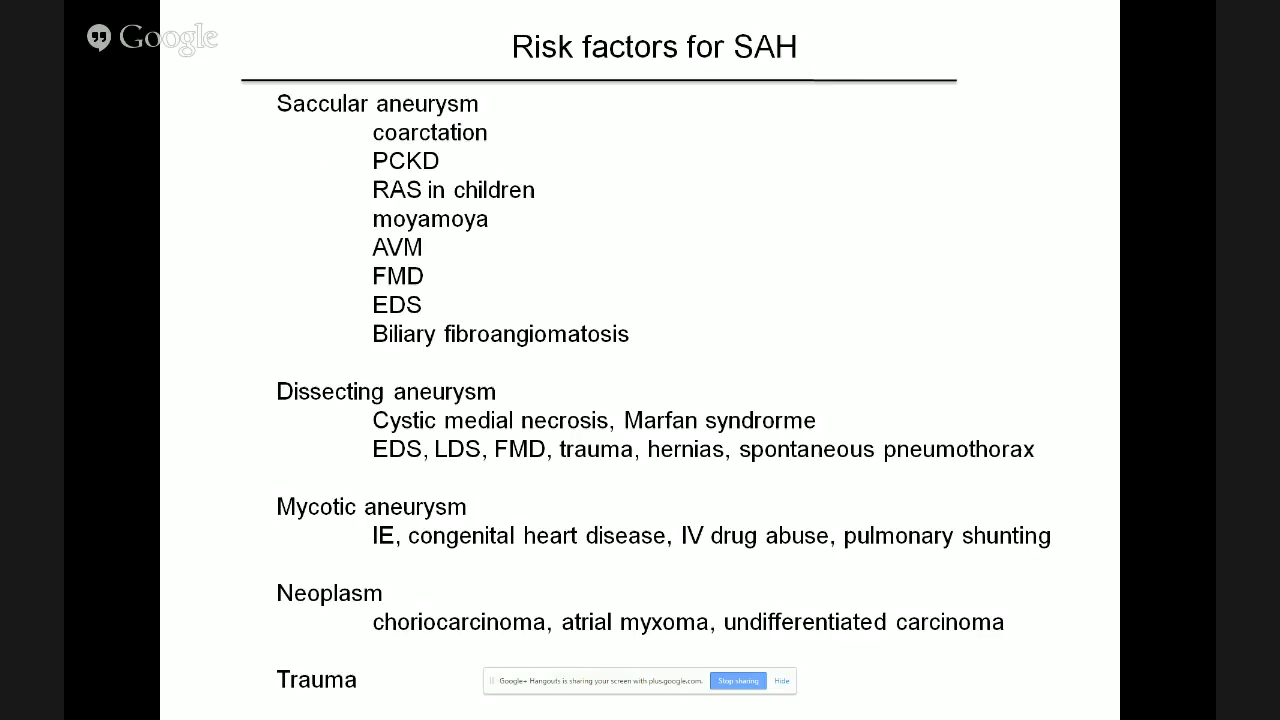 Google
Risk factors for SAH
Saccular aneurysm
coarctation
PCKD
RAS in children
moyamoya
AVM
FMD
EDS
Biliary fibroangiomatosis
Dissecting aneurysm
Cystic medial necrosis, Marfan syndrorme
EDS, LDS, FMD, trauma, hernias, spontaneous pneumothorax
Mycotic aneurysm
IE, congenital heart disease, IV drug abuse, pulmonary shunting
Neoplasm
choriocarcinoma, atrial myxoma, undifferentiated carcinoma
Trauma
Google+ Hangouts is sharing your screen with plus.google.com. Stop sharing Hide